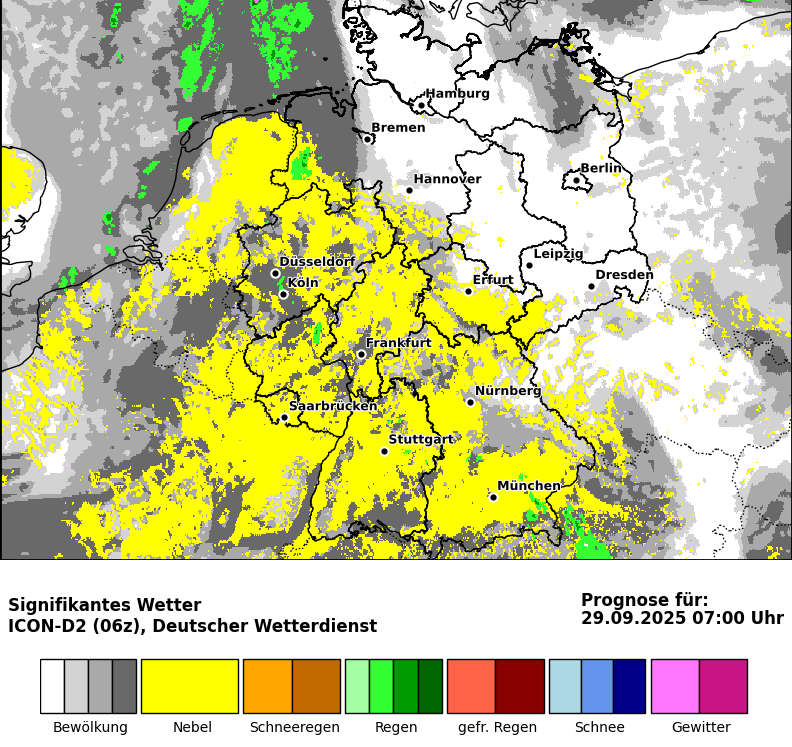 Hamburg
Bremen
Berlin
Hannover
Leipzig
Düsseldorf
Dresden
Erfurt
Köln
Frankfurt
Nürnberg
Saarbrücken
Stuttgart
München
Signifikantes Wetter
ICON-D2 (06z), Deutscher Wetterdienst
Prognose für:
29.09.2025 07:00 Uhr
Bewölkung Nebel Schneeregen Regen gefr. Regen Schnee Gewitter